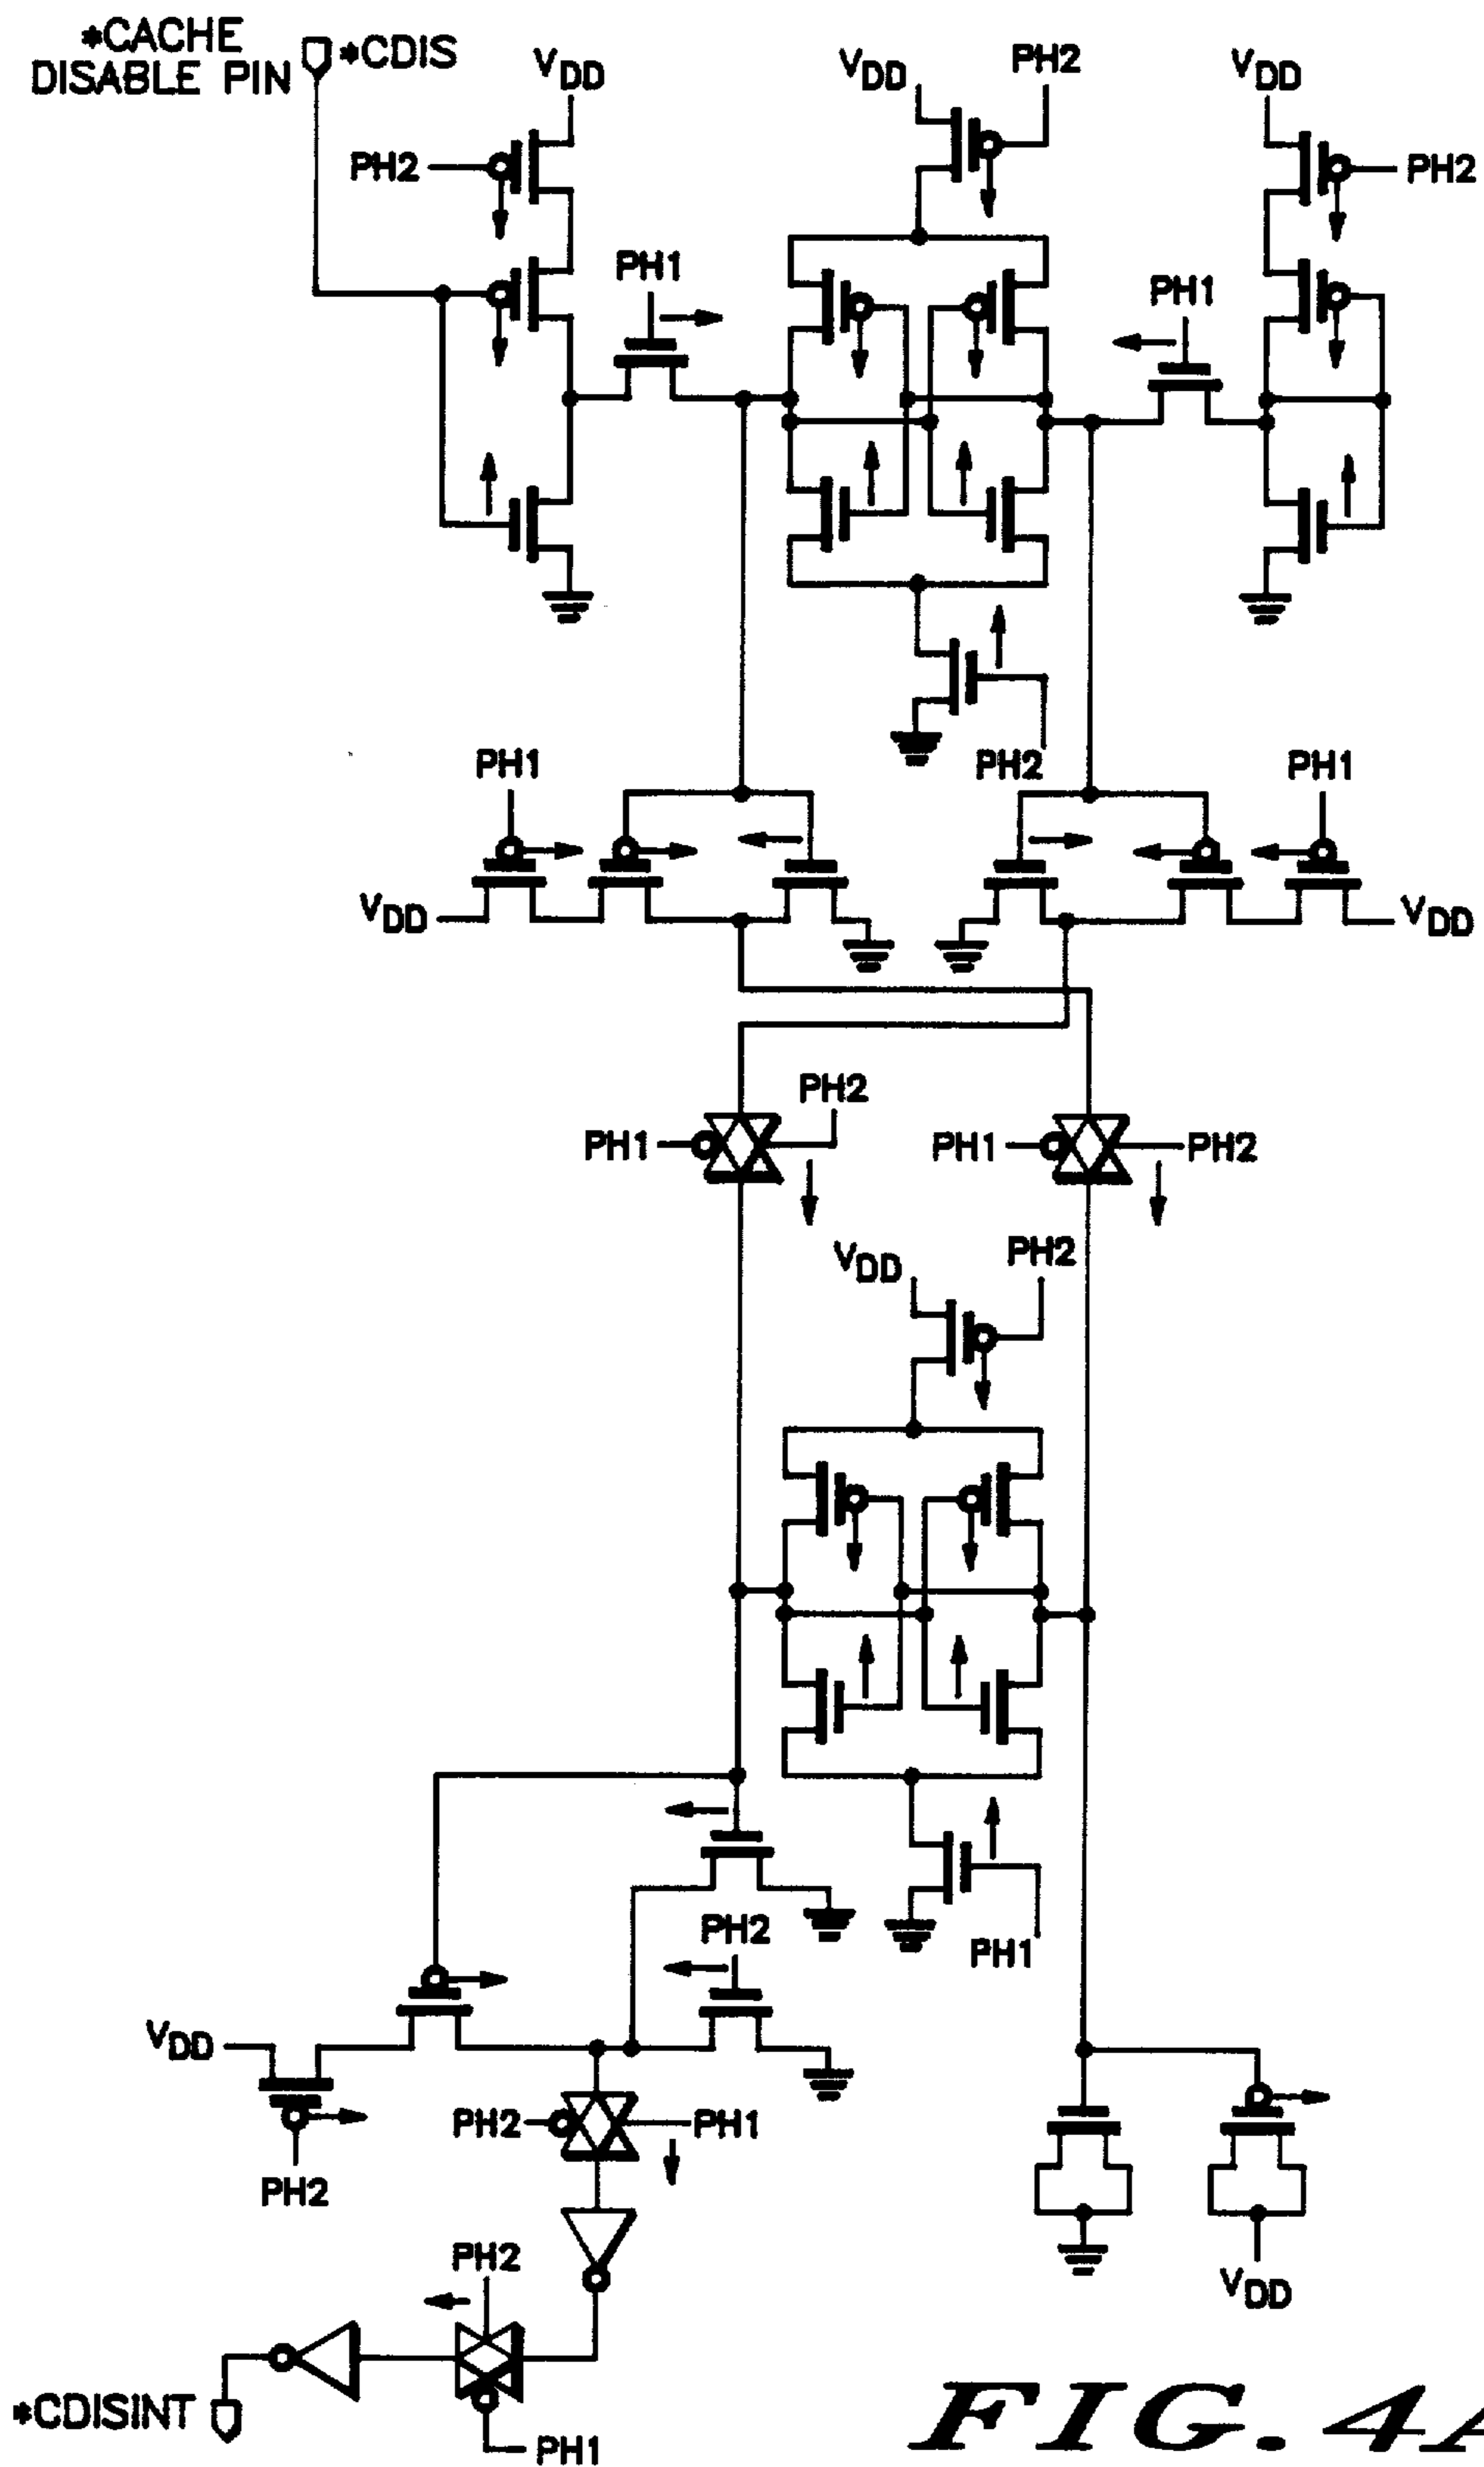 *CACHE
DISABLE PIN
*CDIS
VDD
VDD
PH2
VDD
PH2
PH2
PH1
PH1
PH2
PH1
PH1
VDD
VDD
PH2
PH1
PH1
PH2
VDD
PH2
PH1
PH2
VDD
PH2
PH1
PH2
PH2
VDD
*CDISINT
PH1
FIG. 4A